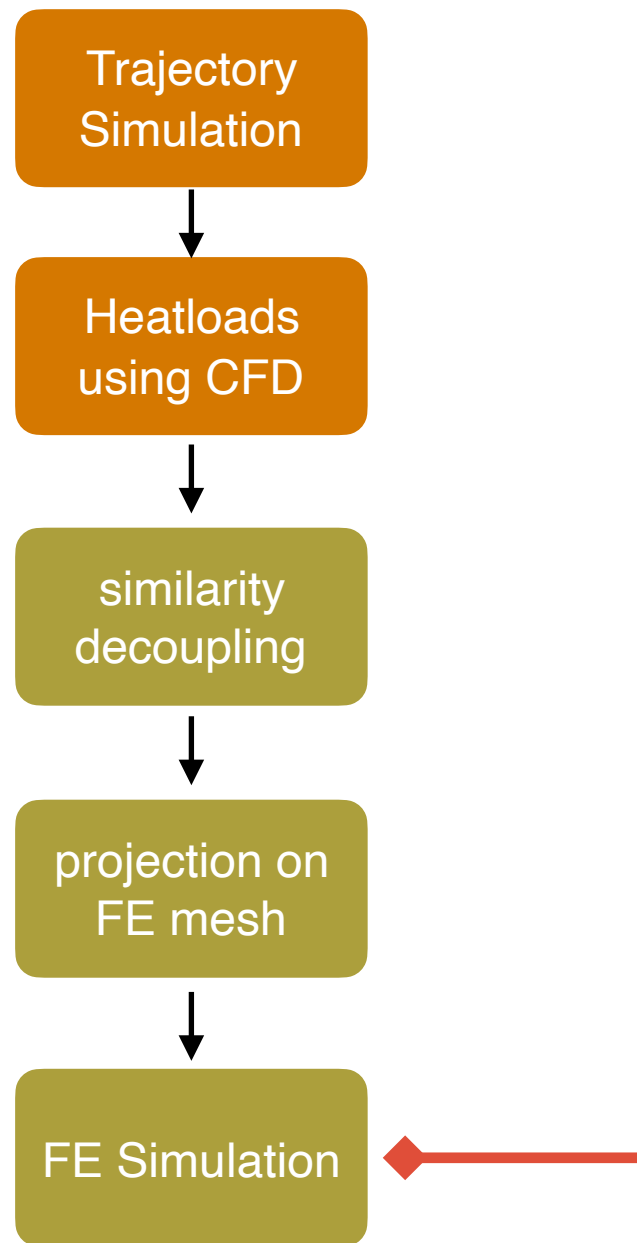 Trajectory
Simulation
Heatloads
using CFD
similarity
decoupling
projection on
FE mesh
FE Simulation